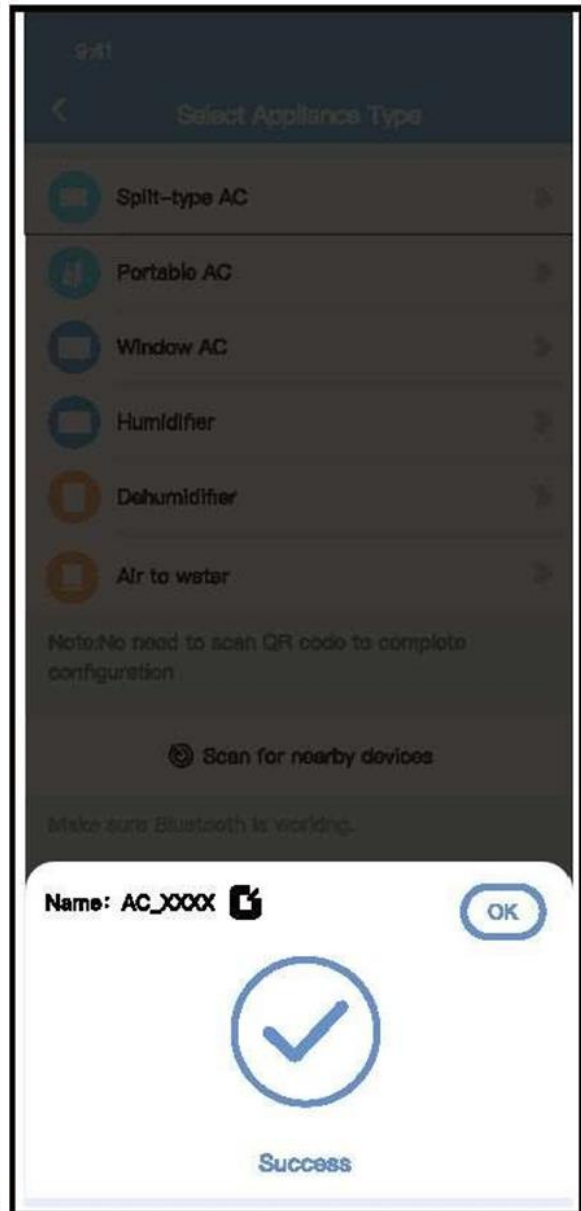 9:41
Select Appliance Type
Split-type AC
Portable AC
Window AC
Humidifier
Dehumidifier
Air to water
Note:No need to scan QR code to complete
configuration
Scan for nearby devices
Make sure Bluetooth is working.
Name: AC_XXXX
OK
Success